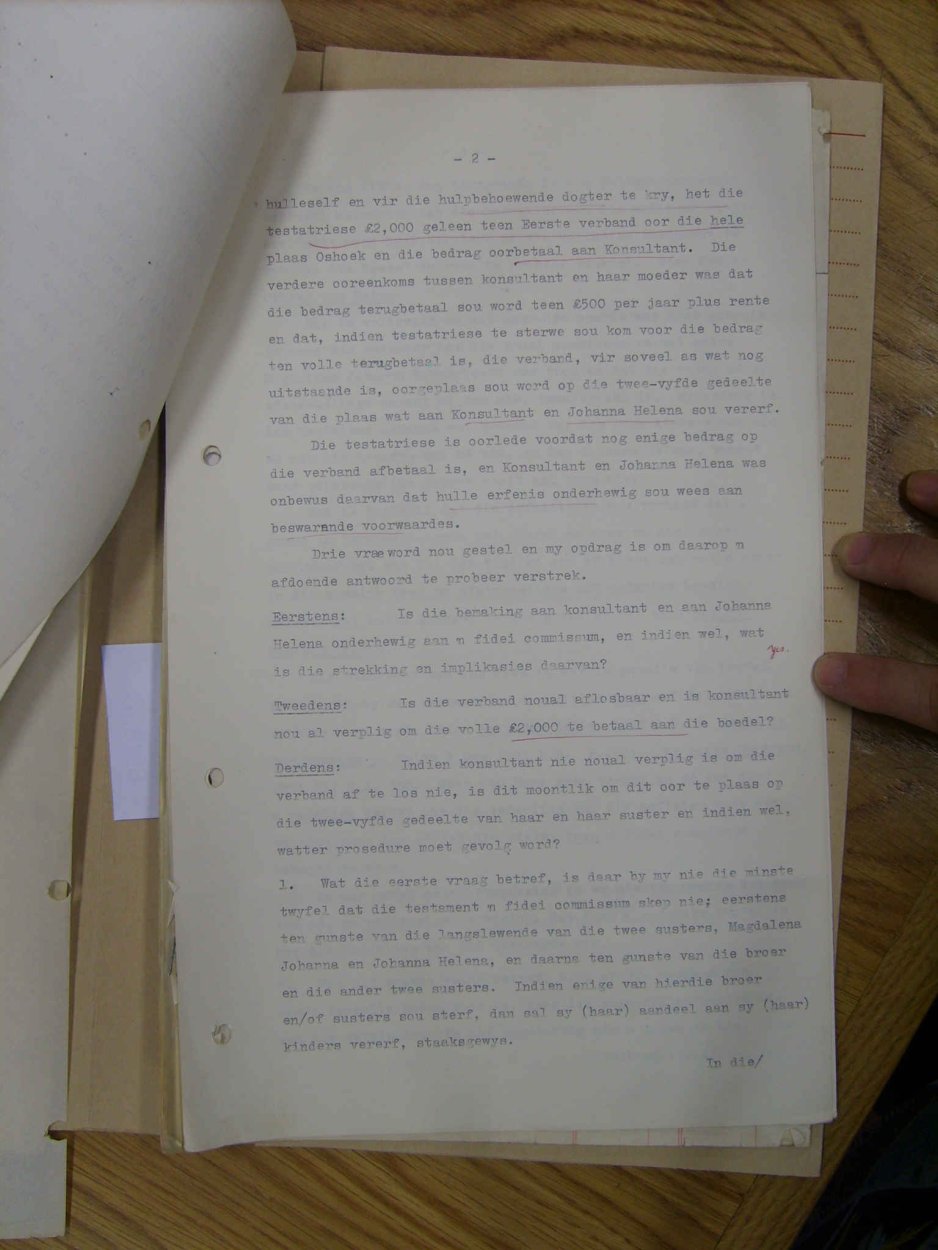 - 2 -
hulleself en vir die hulpbehoewende dogter te kry, het die
testatriese £2,000 geleen teen Eerste verband oor die hele
plaas Oshoek en die bedrag oorbetaal aan Konsultant. Die
verdere ooreenkoms tussen konsultant en haar moeder was dat
die bedrag terugbetaal sou word teen £500 per jaar plus rente
en dat, indien testatriese te sterwe sou kom voor die bedrag
ten volle terugbetaal is, die verband, vir soveel as wat nog
uitstaande is, oorgeplaas sou word op die twee-vyfde gedeelte
van die plaas wat aan Konsultant en Johanna Helena sou vererf.
Die testatriese is oorlede voordat nog enige bedrag op
die verband afbetaal is, en Konsultant en Johanna Helena was
onbewus daarvan dat hulle erfenis onderhewig sou wees aan
beswarande voorwaardes.
Drie vrae word nou gestel en my opdrag is om daarop 'n
afdoende antwoord te probeer verstrek.
Eerstens: Is die bemaking aan konsultant en aan Johanna
Helena onderhewig aan 'n fidei commissum, en indien wel, wat
is die strekking en implikasies daarvan?
yes.
Tweedens: Is die verband noual aflosbaar en is konsultant
nou al verplig om die volle £2,000 te betaal aan die boedel?
Derdens: Indien konsultant nie noual verplig is om die
verband af te los nie, is dit moontlik om dit oor te plaas op
die twee-vyfde gedeelte van haar en haar suster en indien wel,
watter prosedure moet gevolg word?
1. Wat die eerste vraag betref, is daar by my nie die minste
twyfel dat die testament 'n fidei commissum skep nie; eerstens
ten gunste van die langslewende van die twee susters, Magdalena
Johanna en Johanna Helena, en daarna ten gunste van die broer
en die ander twee susters. Indien enige van hierdie broer
en/of susters sou sterf, dan sal sy (haar) aandeel aan sy (haar)
kinders vererf, staaksgewys.
In die/